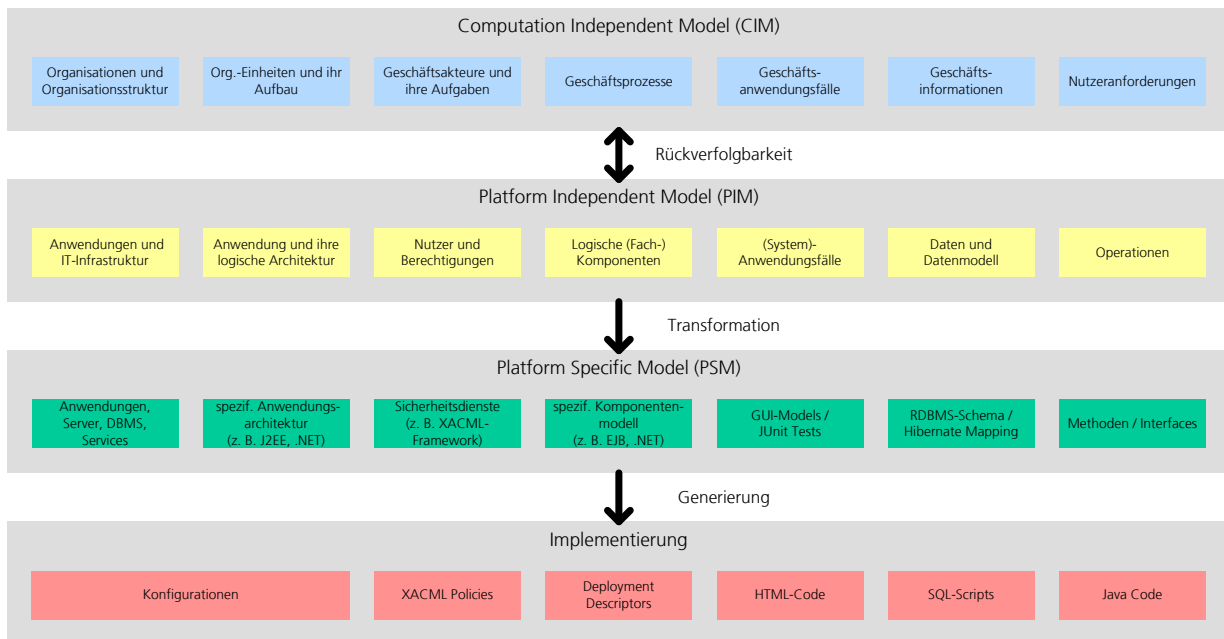 Computation Independent Model (CIM)
Organisationen und
Organisationsstruktur
Org.-Einheiten und ihr
Aufbau
Geschäftsakteure und
ihre Aufgaben
Geschäftsprozesse
Geschäfts-
anwendungsfälle
Geschäfts-
informationen
Nutzeranforderungen
Rückverfolgbarkeit
Platform Independent Model (PIM)
Anwendungen und
IT-Infrastruktur
Anwendung und ihre
logische Architektur
Nutzer und
Berechtigungen
Logische (Fach-)
Komponenten
(System)-
Anwendungsfälle
Daten und
Datenmodell
Operationen
Transformation
Platform Specific Model (PSM)
Anwendungen,
Server, DBMS,
Services
spezif. Anwendungs-
architektur
(z. B. J2EE, .NET)
Sicherheitsdienste
(z. B. XACML-
Framework)
spezif. Komponenten-
modell
(z. B. EJB, .NET)
GUI-Models /
JUnit Tests
RDBMS-Schema /
Hibernate Mapping
Methoden / Interfaces
Generierung
Implementierung
Konfigurationen
XACML Policies
Deployment
Descriptors
HTML-Code
SQL-Scripts
Java Code